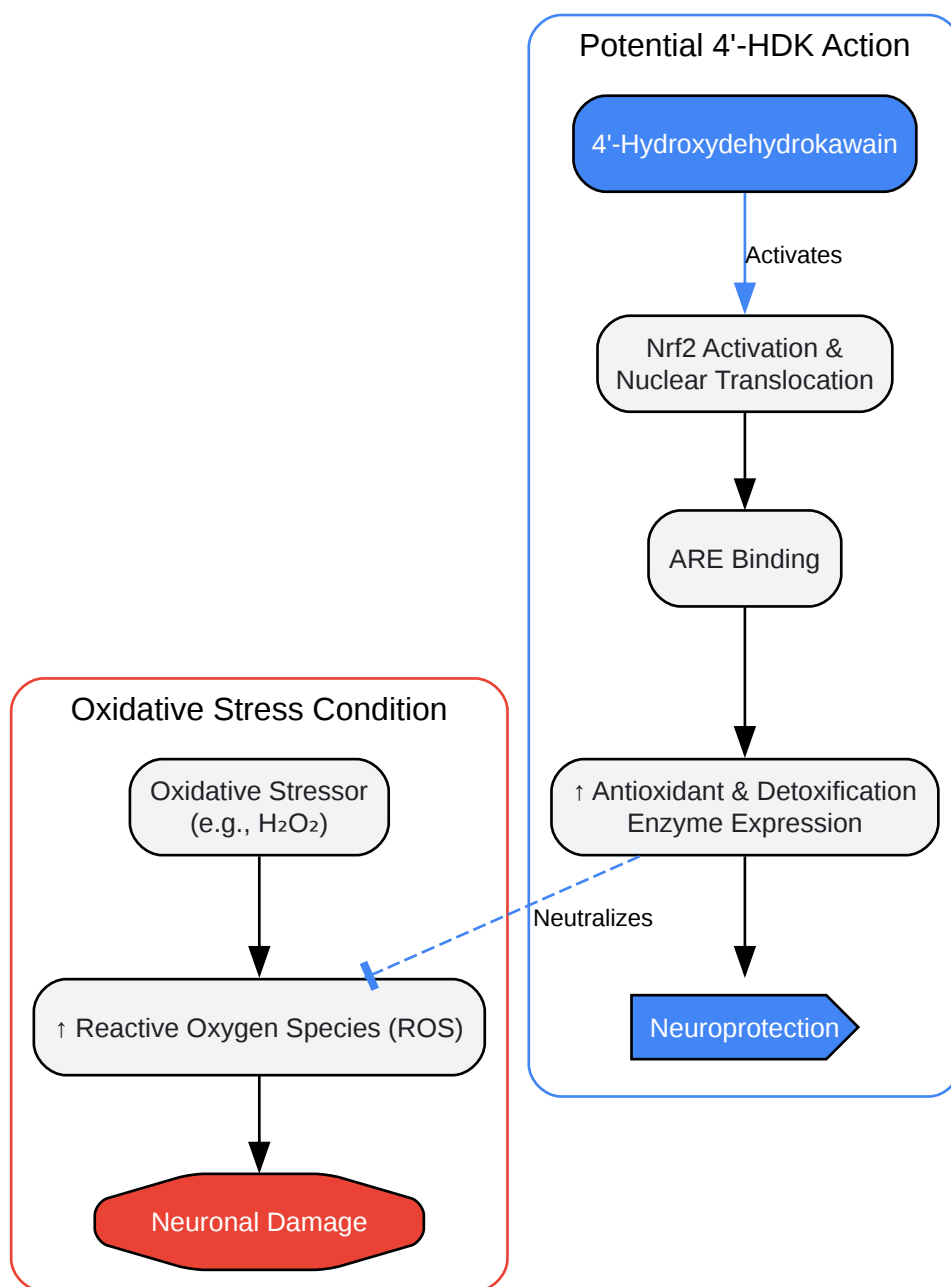 Potential 4'-HDK Action
4'-Hydroxydehydrokawain
Activates
Nrf2 Activation &
Nuclear Translocation
ARE Binding
↑ Antioxidant & Detoxification
Enzyme Expression
Neutralizes
Neuroprotection
Oxidative Stress Condition
Oxidative Stressor
(e.g., H₂O₂)
↑ Reactive Oxygen Species (ROS)
Neuronal Damage